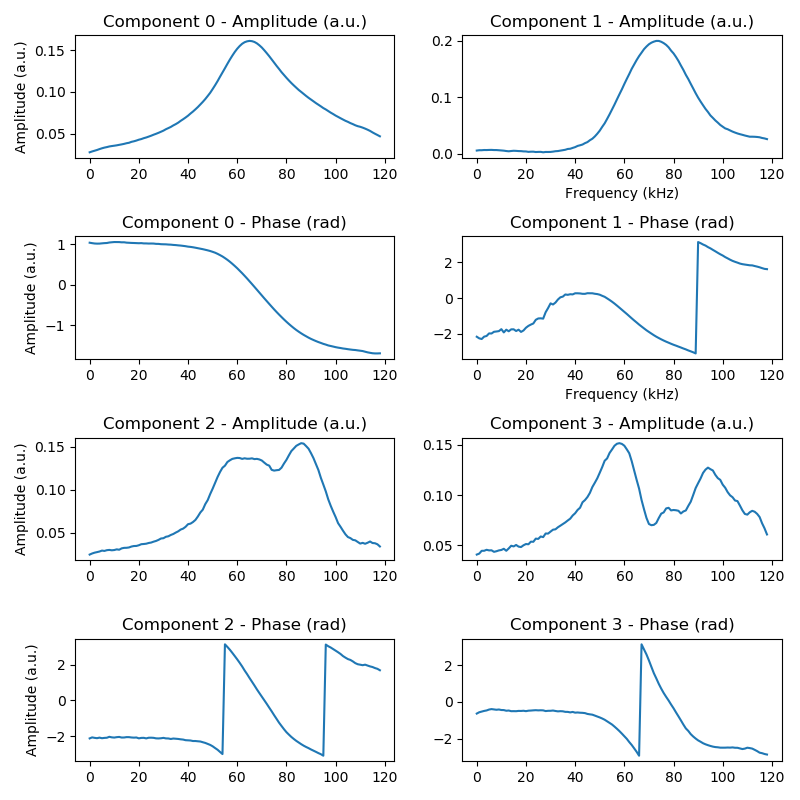 Component 0 - Amplitude (a.u.)
Amplitude (a.u.)
0.15
0.10
0.05
0 20 40 60 80 100 120
Component 1 - Amplitude (a.u.)
0.2
0.1
0.0
0 20 40 60 80 100 120
Frequency (kHz)
Component 0 - Phase (rad)
Amplitude (a.u.)
1
0
−1
0 20 40 60 80 100 120
Component 1 - Phase (rad)
2
0
−2
0 20 40 60 80 100 120
Frequency (kHz)
Component 2 - Amplitude (a.u.)
Amplitude (a.u.)
0.15
0.10
0.05
0 20 40 60 80 100 120
Component 3 - Amplitude (a.u.)
0.15
0.10
0.05
0 20 40 60 80 100 120
Component 2 - Phase (rad)
Amplitude (a.u.)
2
0
−2
0 20 40 60 80 100 120
Component 3 - Phase (rad)
2
0
−2
0 20 40 60 80 100 120